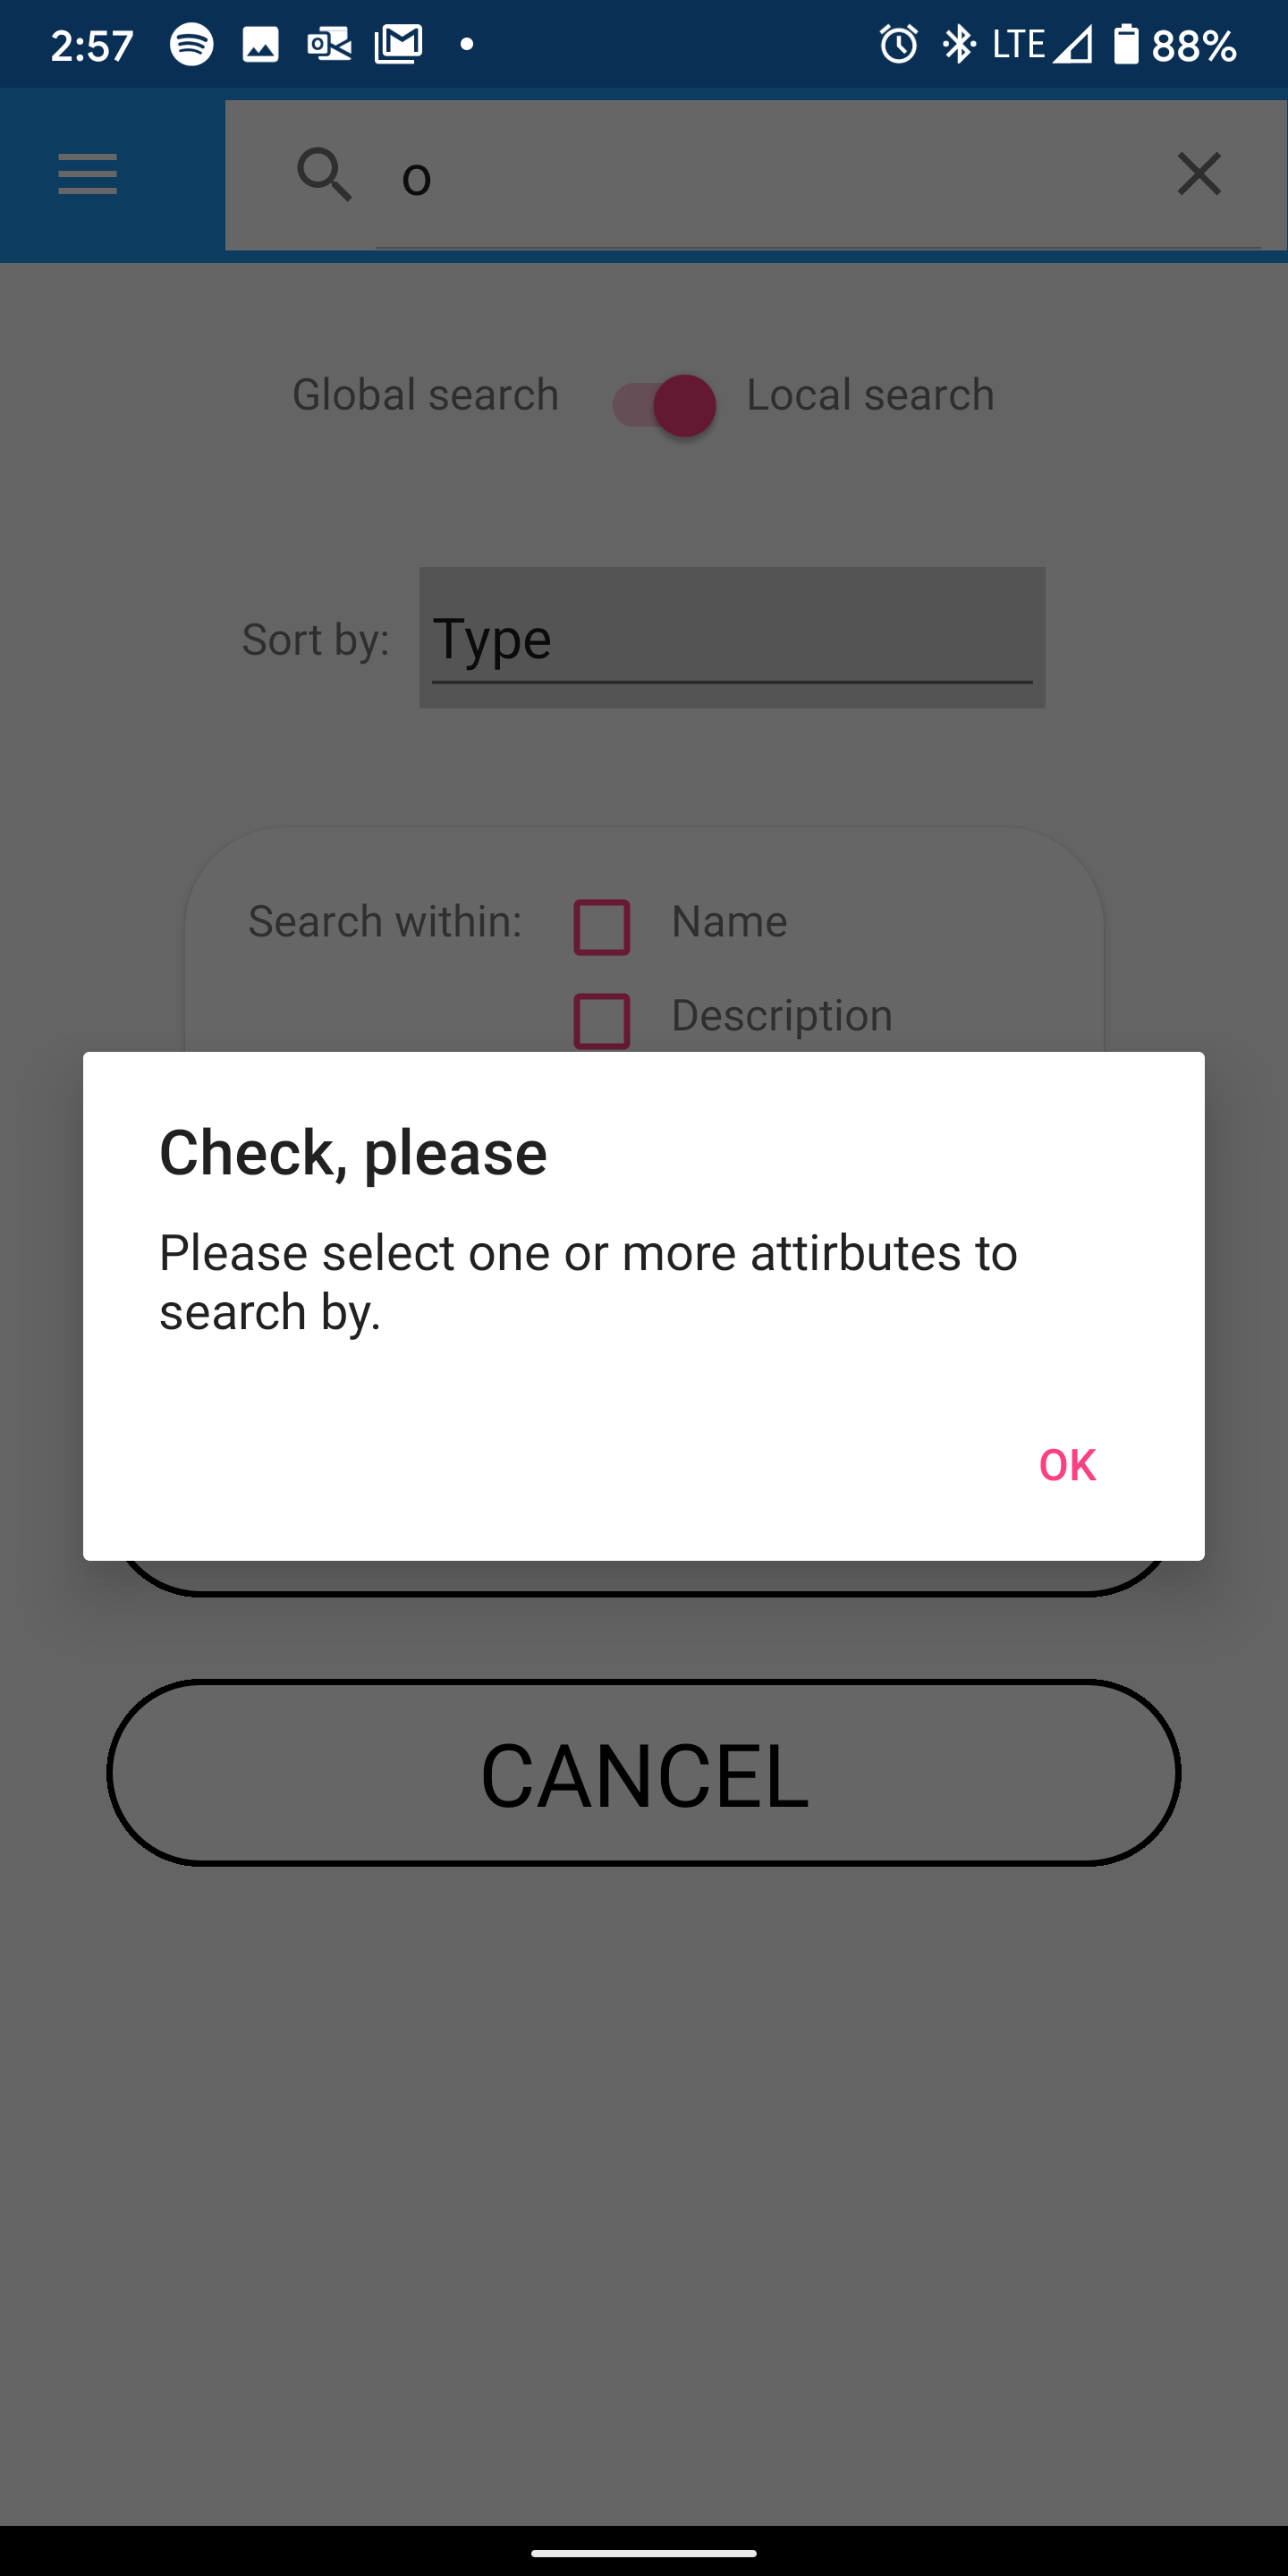 2:57 LTE 88%
o
Global search Local search
Sort by: Type
Search within: Name
Description
Check, please
Please select one or more attirbutes to
search by.
OK
CANCEL